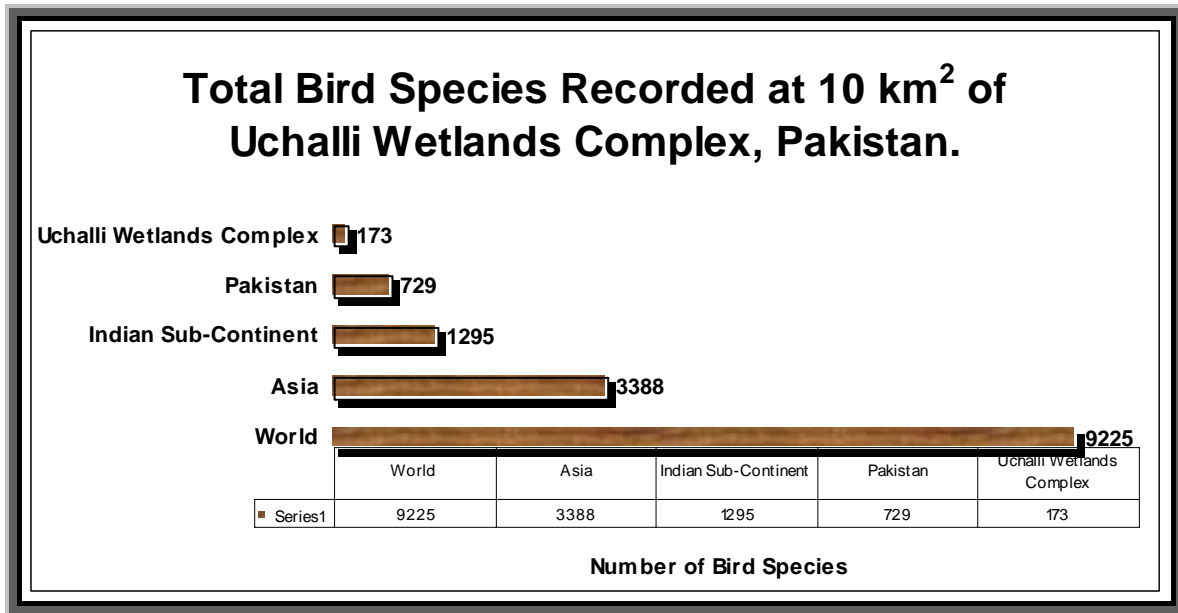 Total Bird Species Recorded at 10 km² of
Uchalli Wetlands Complex, Pakistan.
Uchalli Wetlands Complex 173
Pakistan 729
Indian Sub-Continent 1295
Asia 3388
World 9225
World Asia Indian Sub-Continent Pakistan Uchalli Wetlands
Complex
Series1 9225 3388 1295 729 173
Number of Bird Species